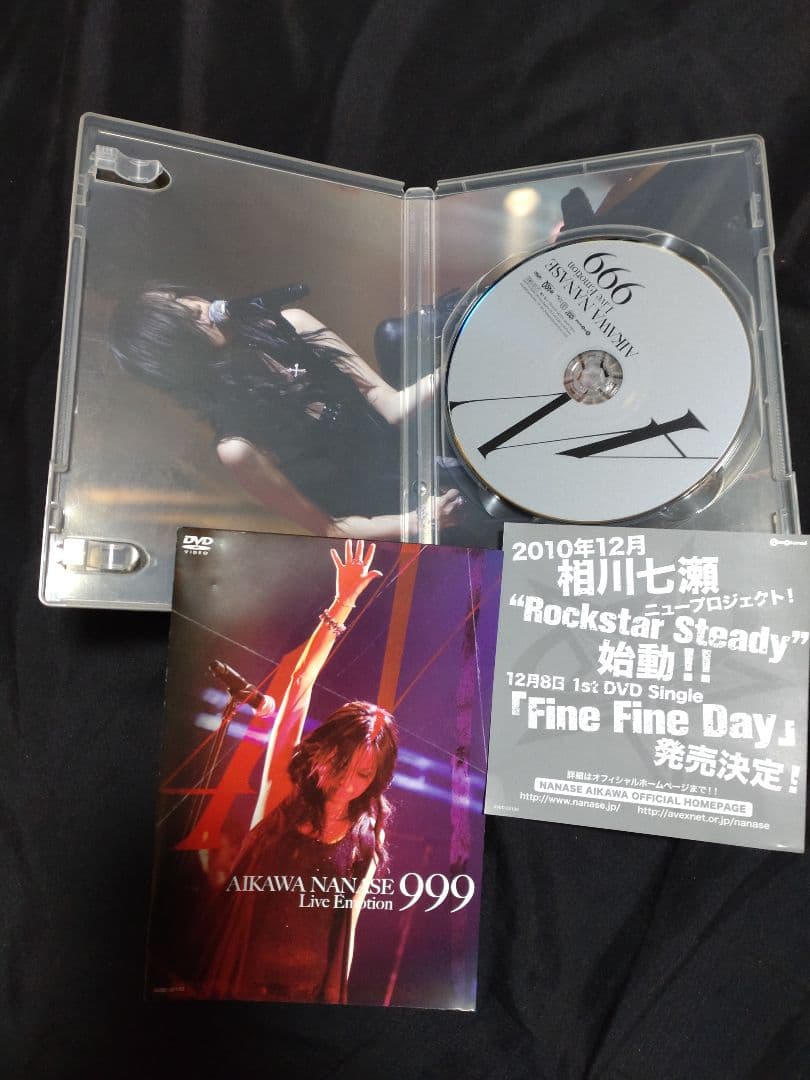 AIKAWA NANASE
Live Emotion
999
DVD
VIDEO
AIKAWA NANASE
Live Emotion 999
2010年12月
相川七瀬
ニュープロジェクト!
“Rockstar Steady”
始動!!
12月8日 1st DVD Single
「Fine Fine Day」
発売決定!
詳細はオフィシャルホームページまで!!
NANASE AIKAWA OFFICIAL HOMEPAGE
http://www.nanase.jp/ http://avexnet.or.jp/nanase